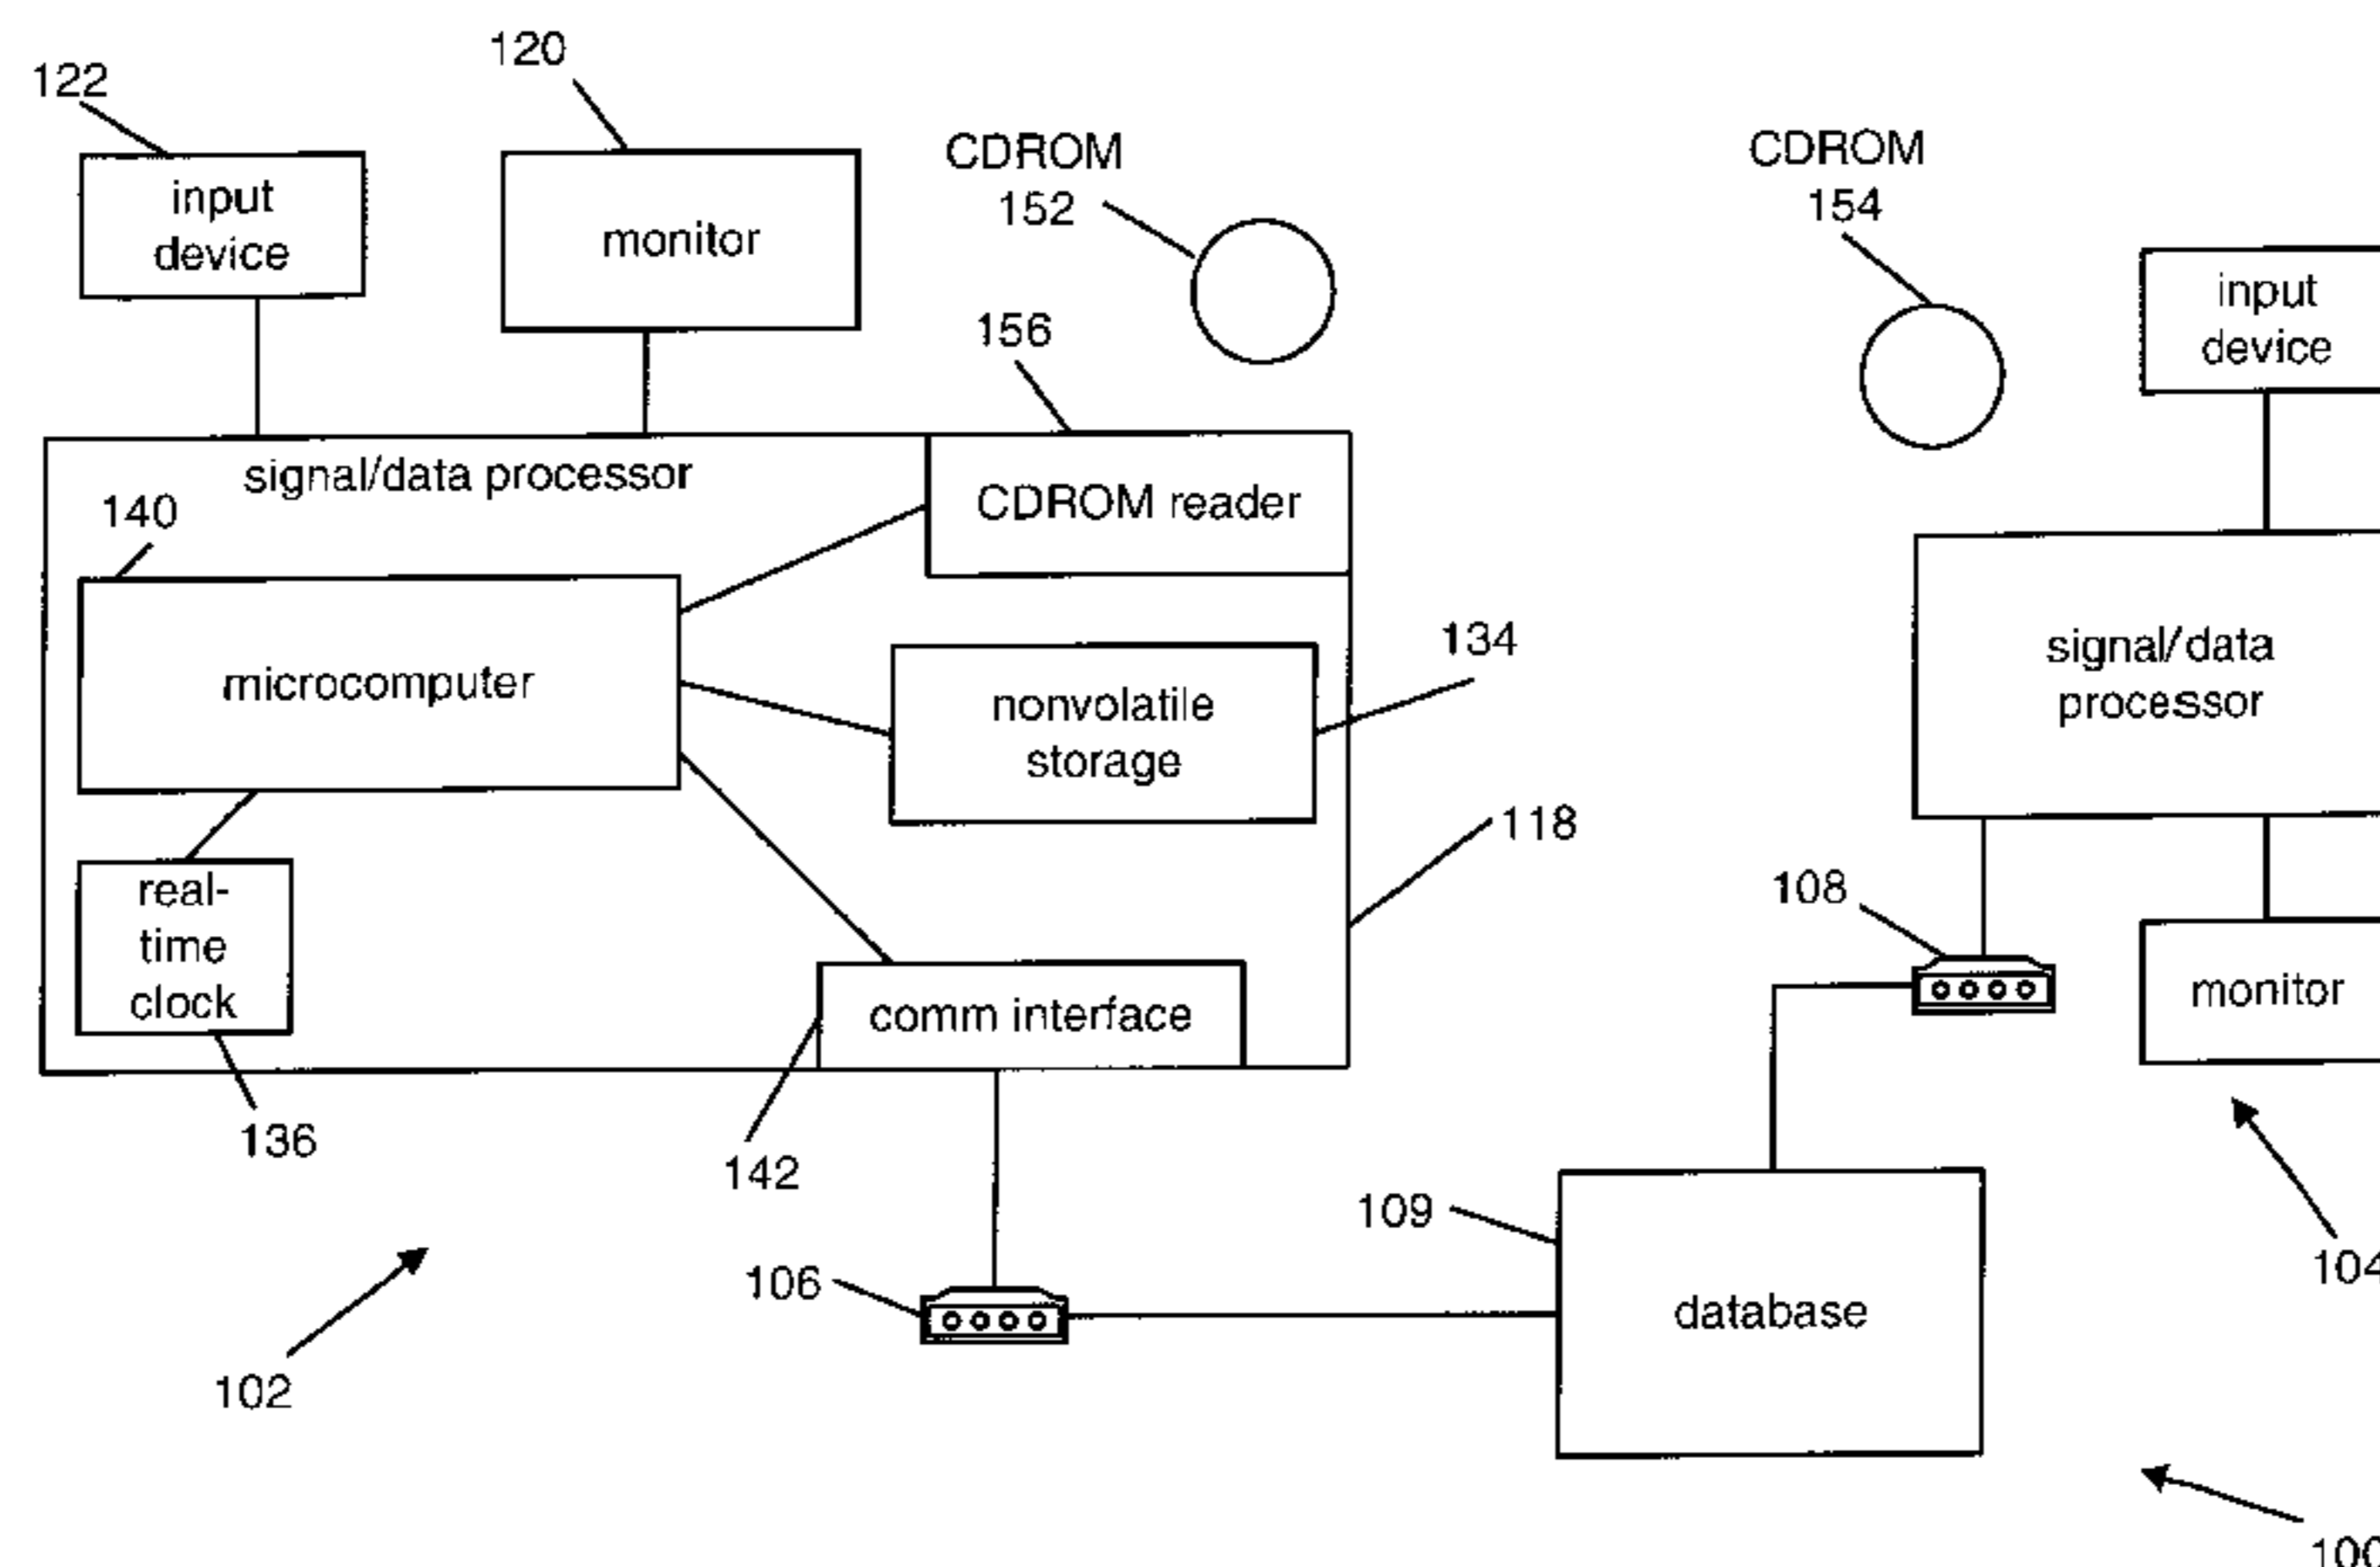 120
122
CDROM
152
CDROM
154
input
device
monitor
input
device
156
signal/data processor
CDROM reader
140
134
microcomputer
nonvolatile
storage
signal/data
processor
118
108
real-
time
clock
comm interface
monitor
136
142
109
104
106
database
102
100